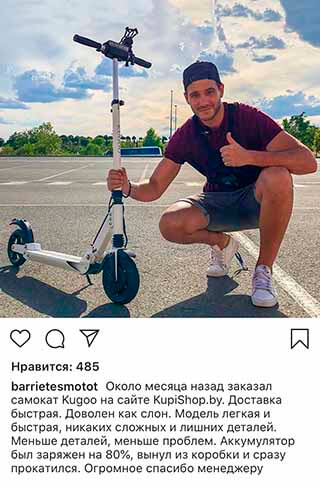 Нравится: 485
barrietesmotot Около месяца назад заказал
самокат Kugoo на сайте KupiShop.by. Доставка
быстрая. Доволен как слон. Модель легкая и
быстрая, никаких сложных и лишних деталей.
Меньше деталей, меньше проблем. Аккумулятор
был заряжен на 80%, вынул из коробки и сразу
прокатился. Огромное спасибо менеджеру